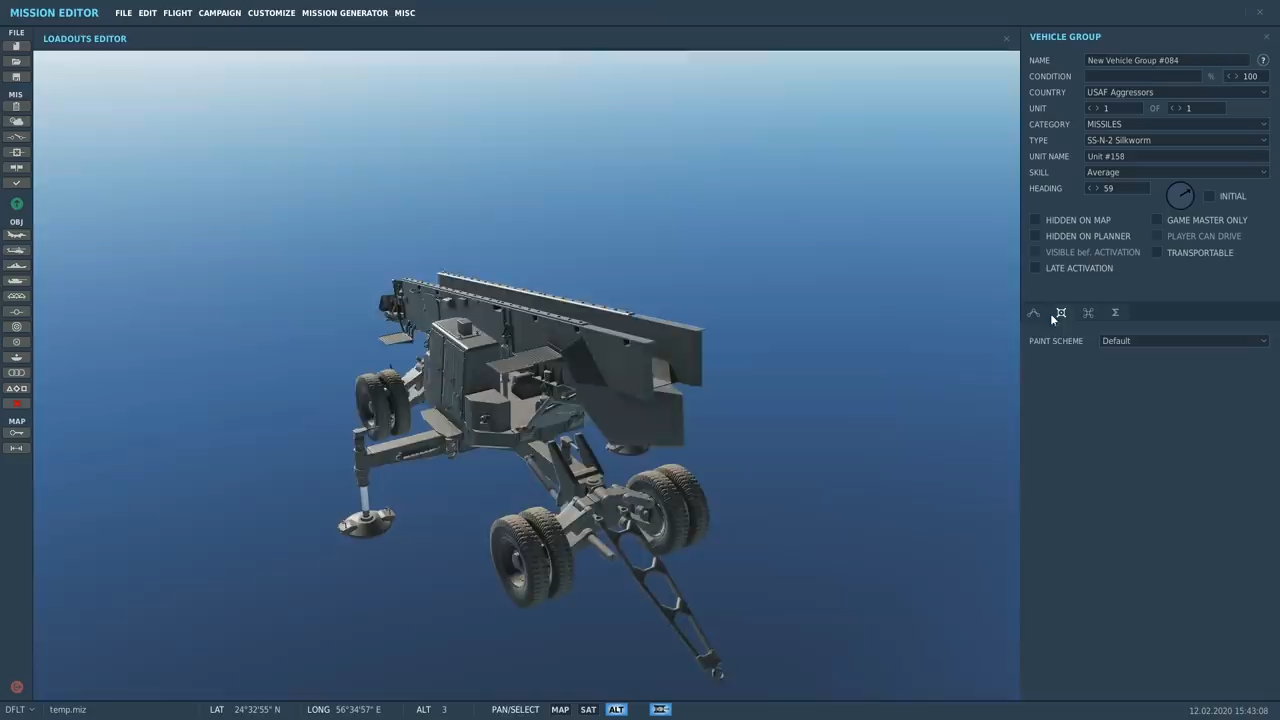 MISSION EDITOR FILE EDIT FLIGHT CAMPAIGN CUSTOMIZE MISSION GENERATOR MISC
FILE
LOADOUTS EDITOR
MIS
OBJ
MAP
VEHICLE GROUP
NAME New Vehicle Group #084 ?
CONDITION % < > 100
COUNTRY USAF Aggressors
UNIT < > 1 OF < > 1
CATEGORY MISSILES
TYPE SS-N-2 Silkworm
UNIT NAME Unit #158
SKILL Average
HEADING < > 59 INITIAL
HIDDEN ON MAP GAME MASTER ONLY
HIDDEN ON PLANNER PLAYER CAN DRIVE
VISIBLE bef. ACTIVATION TRANSPORTABLE
LATE ACTIVATION
PAINT SCHEME Default
DFLT temp.miz LAT 24°32'55" N LONG 56°34'57" E ALT 3 PAN/SELECT MAP SAT ALT 12.02.2020 15:43:08